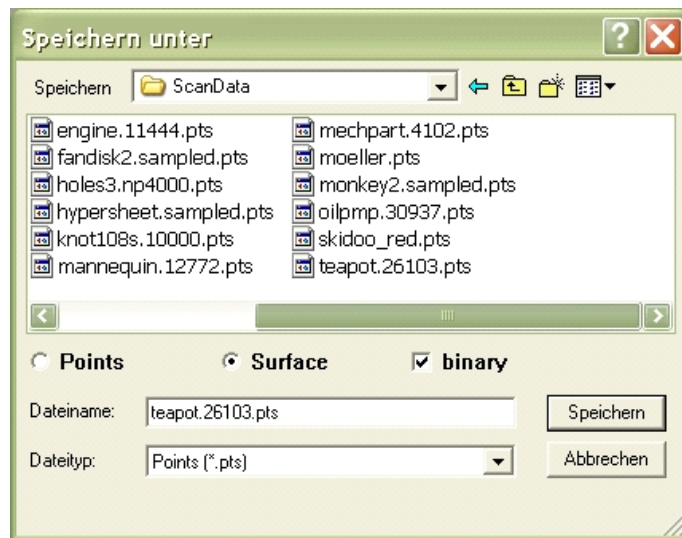 Speichern unter
Speichern ScanData
engine.11444.pts mechpart.4102.pts
fandisk2.sampled.pts moeller.pts
holes3.np4000.pts monkey2.sampled.pts
hypersheet.sampled.pts oilpmp.30937.pts
knot108s.10000.pts skidoo_red.pts
mannequin.12772.pts teapot.26103.pts
Points Surface binary
Dateiname: teapot.26103.pts Speichern
Dateityp: Points (*.pts) Abbrechen